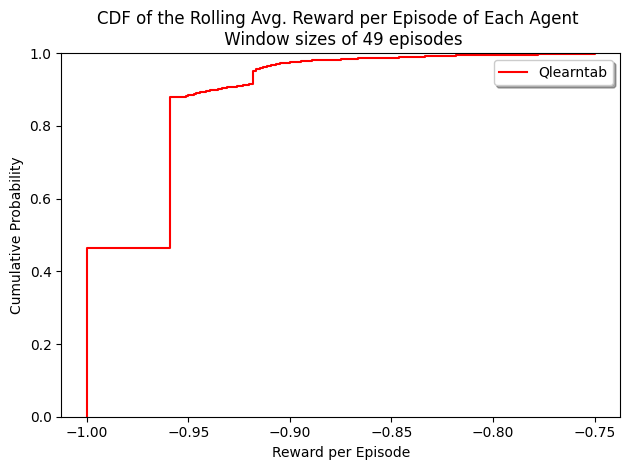 CDF of the Rolling Avg. Reward per Episode of Each Agent
Window sizes of 49 episodes
Qlearntab
Cumulative Probability
1.0
0.8
0.6
0.4
0.2
0.0
−1.00 −0.95 −0.90 −0.85 −0.80 −0.75
Reward per Episode